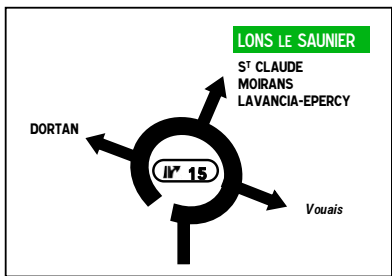 LONS LE SAUNIER
Sᵀ CLAUDE
MOIRANS
LAVANCIA-EPERCY
DORTAN
15
Vouais